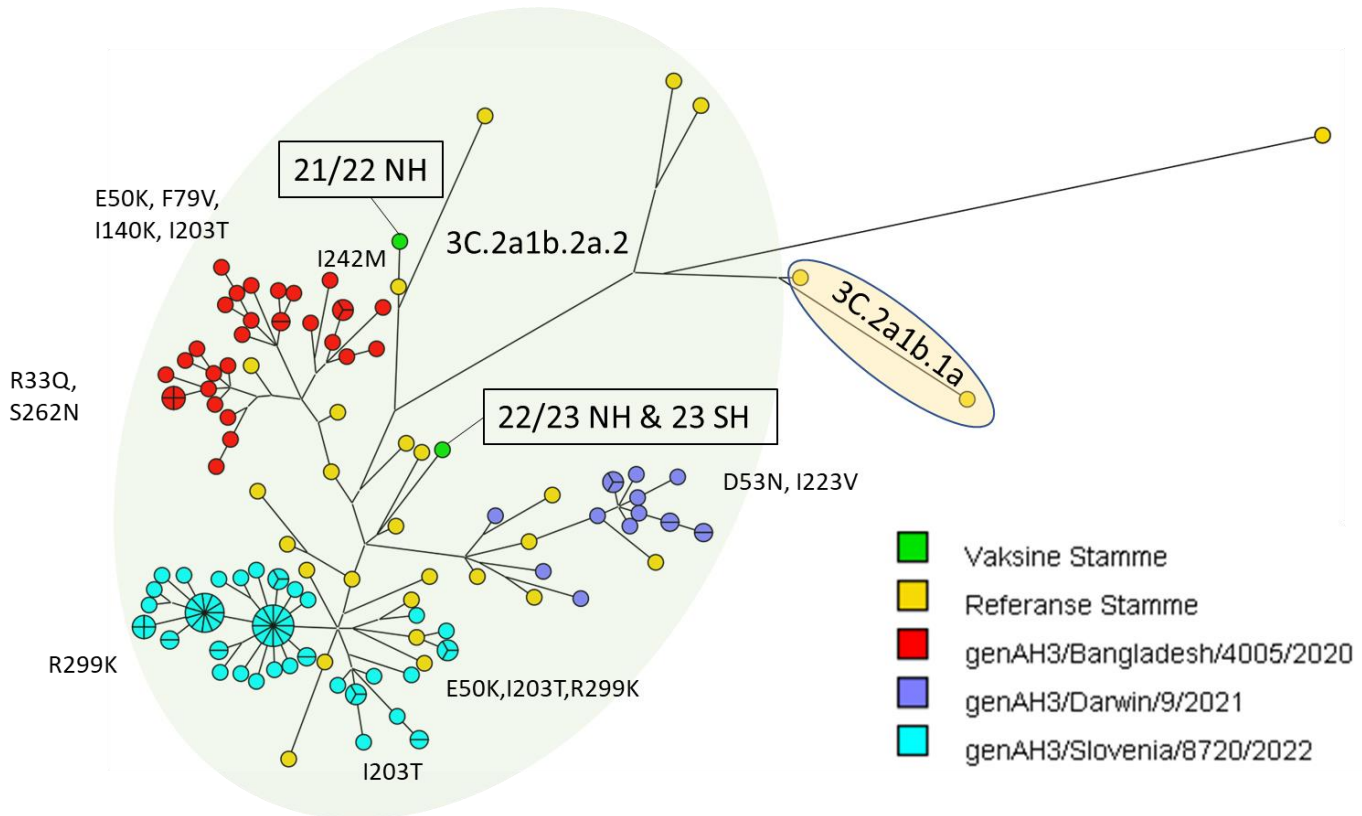 21/22 NH
E50K, F79V,
I140K, I203T
I242M
3C.2a1b.2a.2
3C.2a1b.1a
R33Q,
S262N
22/23 NH & 23 SH
D53N, I223V
R299K
E50K,I203T,R299K
I203T
Vaksine Stamme
Referanse Stamme
genAH3/Bangladesh/4005/2020
genAH3/Darwin/9/2021
genAH3/Slovenia/8720/2022